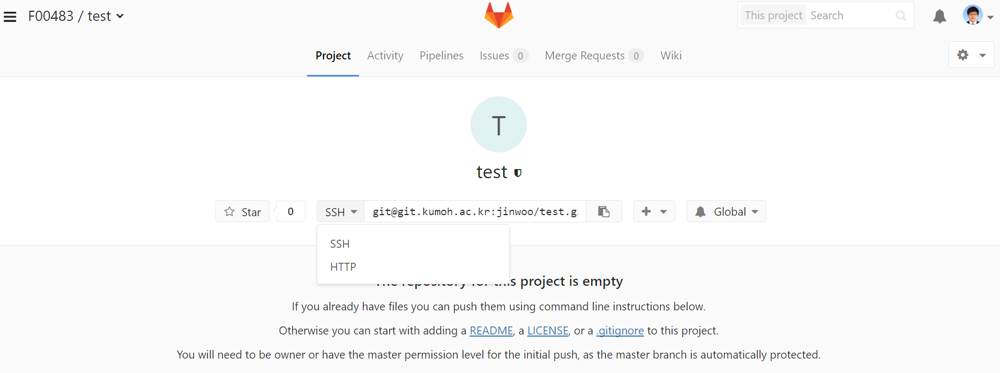 F00483 / test
This project Search
Project Activity Pipelines Issues 0 Merge Requests 0 Wiki
T
test
Star 0 SSH git@git.kumoh.ac.kr:jinwoo/test.g Global
SSH
HTTP
The repository for this project is empty
If you already have files you can push them using command line instructions below.
Otherwise you can start with adding a README, a LICENSE, or a .gitignore to this project.
You will need to be owner or have the master permission level for the initial push, as the master branch is automatically protected.